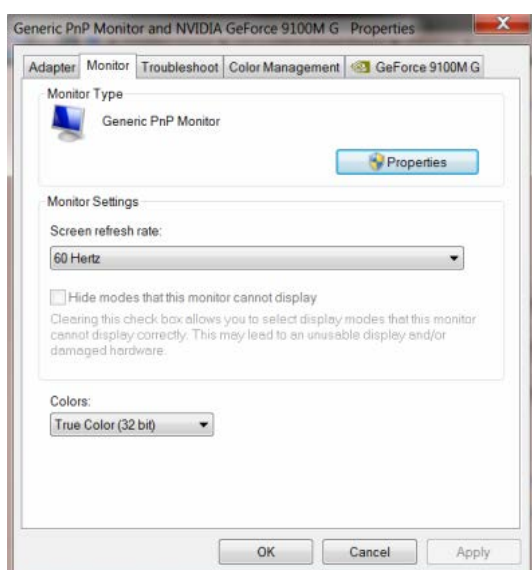 Generic PnP Monitor and NVIDIA GeForce 9100M G Properties
Adapter Monitor Troubleshoot Color Management GeForce 9100M G
Monitor Type
Generic PnP Monitor
Properties
Monitor Settings
Screen refresh rate:
60 Hertz
Hide modes that this monitor cannot display
Clearing this check box allows you to select display modes that this monitor
cannot display correctly. This may lead to an unusable display and/or
damaged hardware.
Colors:
True Color (32 bit)
OK Cancel Apply